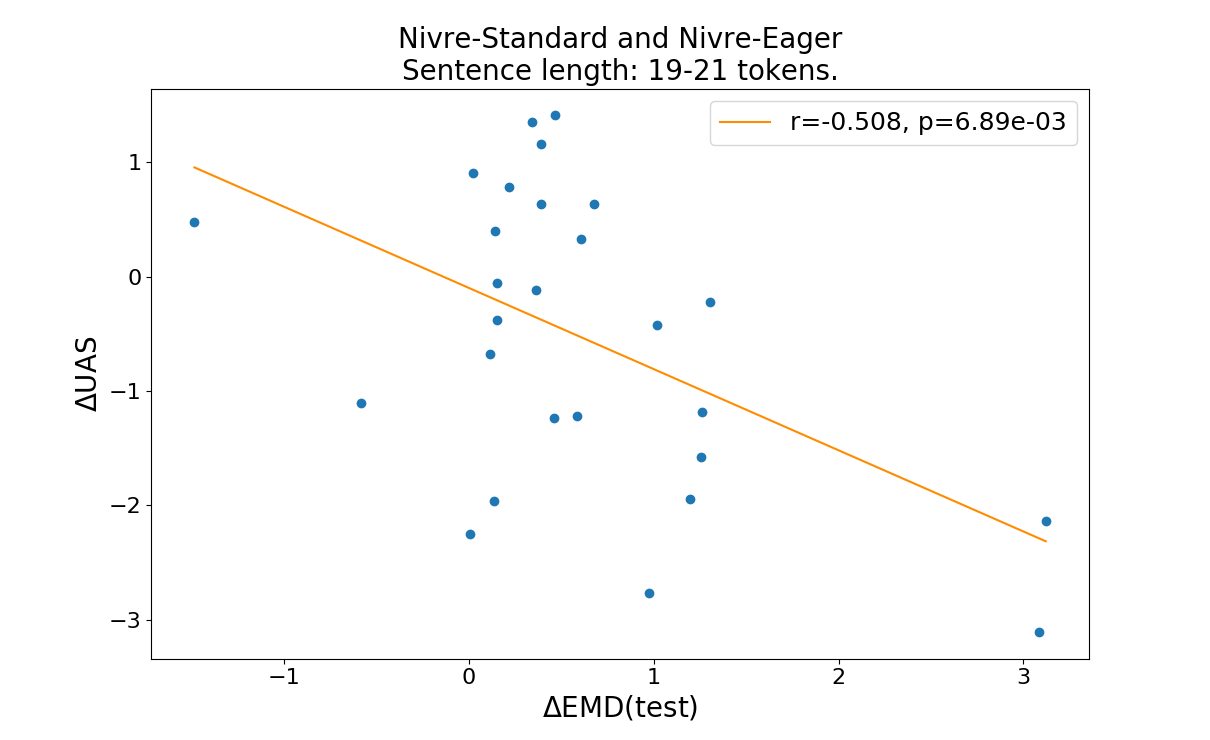 Nivre-Standard and Nivre-Eager
Sentence length: 19-21 tokens.
r=-0.508, p=6.89e-03
1
0
−1
−2
−3
ΔUAS
−1
0
1
2
3
ΔEMD(test)